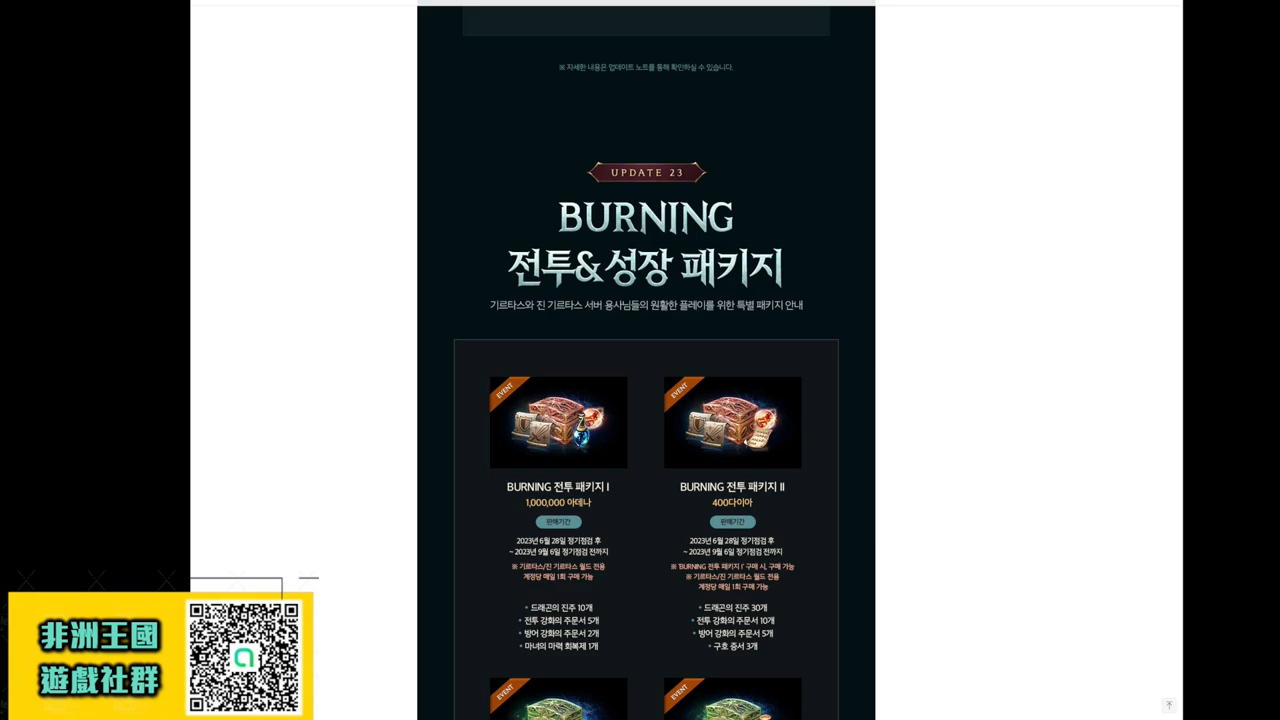 ※ 자세한 내용은 업데이트 노트를 통해 확인하실 수 있습니다.
UPDATE 23
BURNING
전투&성장 패키지
기르타스와 진 기르타스 서버 용사님들의 원활한 플레이를 위한 특별 패키지 안내
EVENT
BURNING 전투 패키지 I
1,000,000 아데나
판매기간
2023년 6월 28일 정기점검 후
~ 2023년 9월 6일 정기점검 전까지
※ 기르타스/진 기르타스 월드 전용
계정당 매일 1회 구매 가능
• 드래곤의 진주 10개
• 전투 강화의 주문서 5개
• 방어 강화의 주문서 2개
• 마녀의 마력 회복제 1개
EVENT
BURNING 전투 패키지 II
400다이아
판매기간
2023년 6월 28일 정기점검 후
~ 2023년 9월 6일 정기점검 전까지
※ 'BURNING 전투 패키지 I' 구매 시, 구매 가능
※ 기르타스/진 기르타스 월드 전용
계정당 매일 1회 구매 가능
• 드래곤의 진주 30개
• 전투 강화의 주문서 10개
• 방어 강화의 주문서 5개
• 구호 증서 3개
EVENT
EVENT
非洲王國
遊戲社群